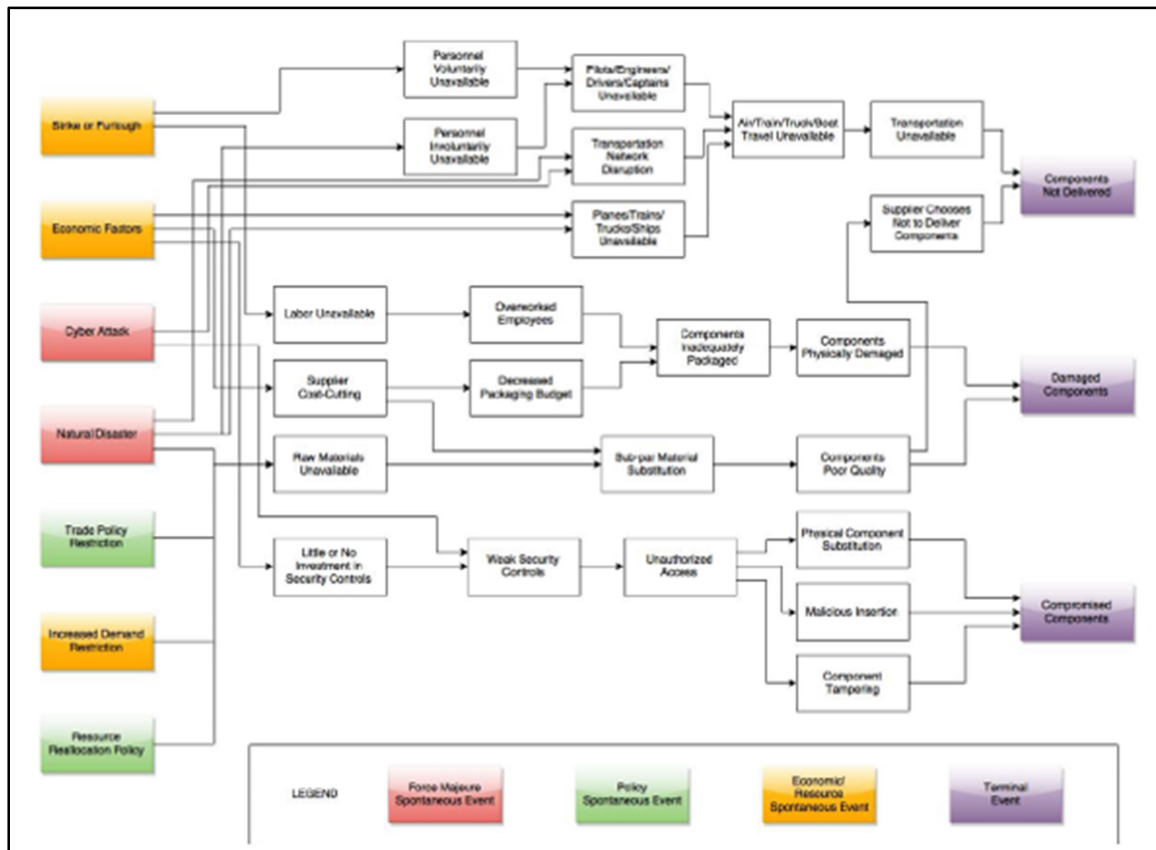 Personnel
Voluntarily
Unavailable
Pilots/Engineers/
Drivers/Captains
Unavailable
Strike or Furlough
Personnel
Involuntarily
Unavailable
Air/Train/Truck/Boat
Travel Unavailable
Transportation
Unavailable
Transportation
Network
Disruption
Components
Not Delivered
Economic Factors
Planes/Trains/
Trucks/Ships
Unavailable
Supplier Chooses
Not to Deliver
Components
Cyber Attack
Labor Unavailable
Overworked
Employees
Components
Inadequately
Packaged
Components
Physically Damaged
Supplier
Cost-Cutting
Decreased
Packaging Budget
Damaged
Components
Natural Disaster
Raw Materials
Unavailable
Sub-par Material
Substitution
Components
Poor Quality
Trade Policy
Restriction
Little or No
Investment in
Security Controls
Weak Security
Controls
Unauthorized
Access
Physical Component
Substitution
Malicious Insertion
Compromised
Components
Increased Demand
Restriction
Component
Tampering
Resource
Reallocation Policy
LEGEND
Force Majeure
Spontaneous Event
Policy
Spontaneous Event
Economic/
Resource
Spontaneous Event
Terminal
Event